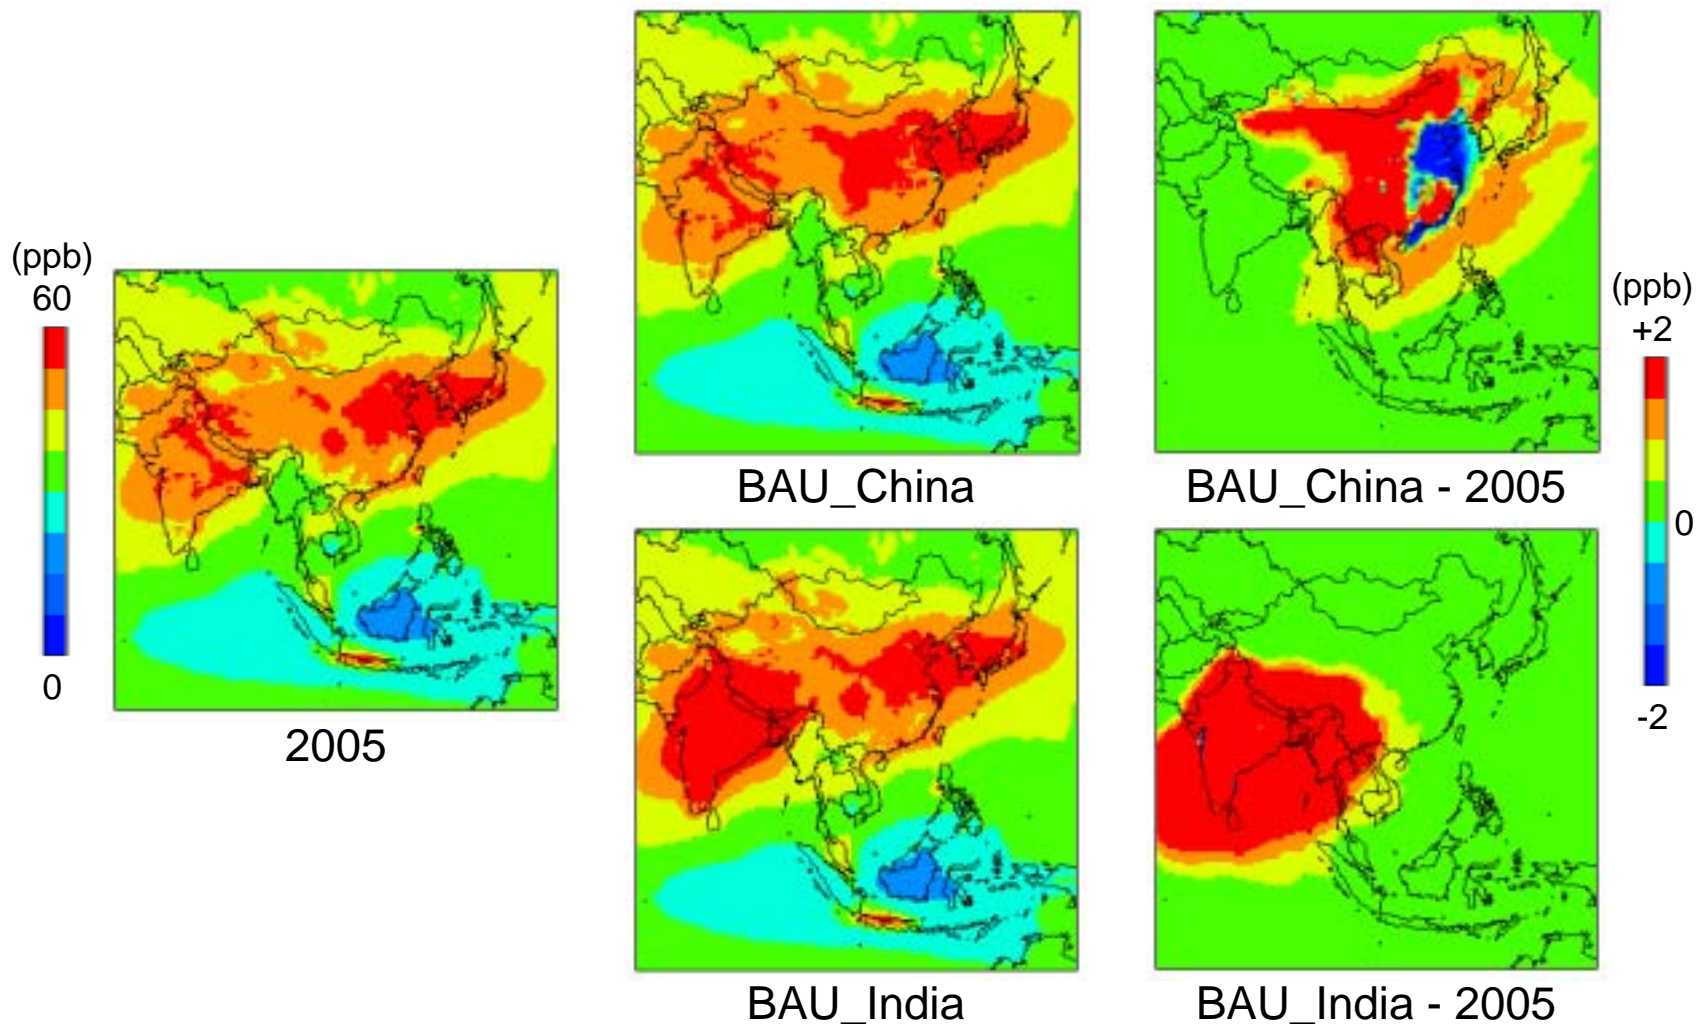 (ppb)
60
0
2005
BAU_China
BAU_China - 2005
(ppb)
+2
0
-2
BAU_India
BAU_India - 2005